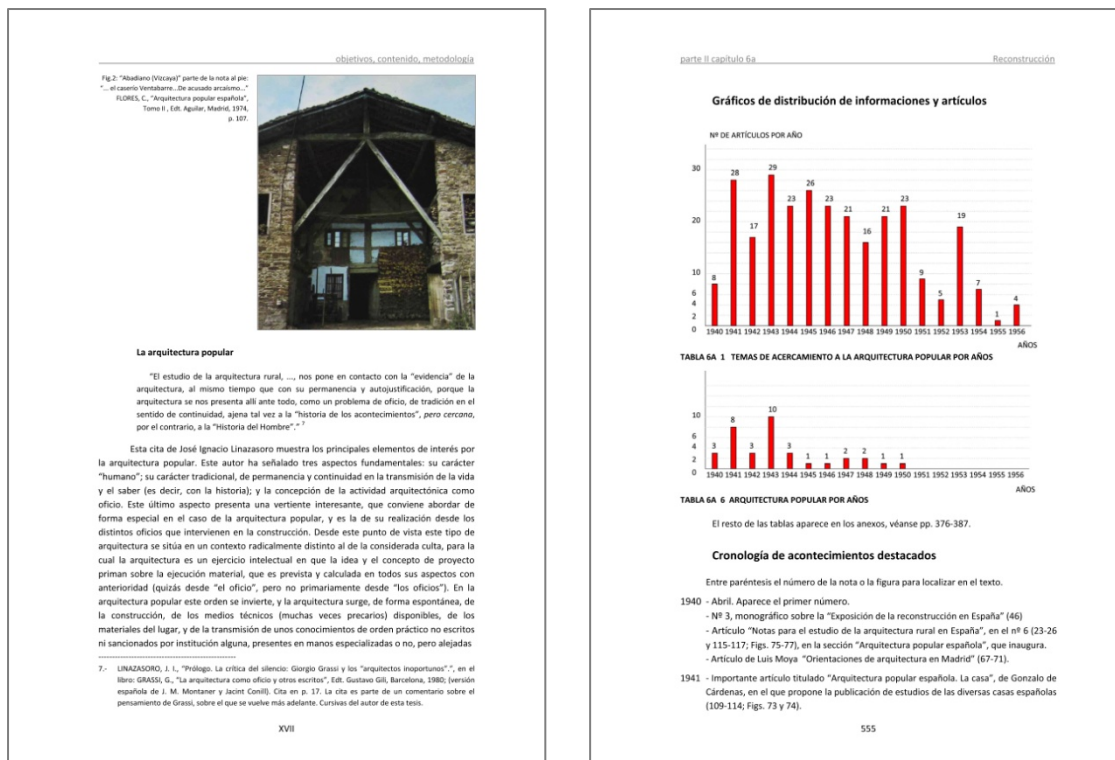 objetivos, contenido, metodología
Fig.2: “Abadiano (Vizcaya)” parte de la nota al pie:
“... el caserío Ventabarre...De acusado arcaísmo...”
FLORES, C., “Arquitectura popular española”,
Tomo II , Edt. Aguilar, Madrid, 1974,
p. 107.
La arquitectura popular
“El estudio de la arquitectura rural, ..., nos pone en contacto con la “evidencia” de la
arquitectura, al mismo tiempo que con su permanencia y autojustificación, porque la
arquitectura se nos presenta allí ante todo, como un problema de oficio, de tradición en el
sentido de continuidad, ajena tal vez a la “historia de los acontecimientos”, pero cercana,
por el contrario, a la “Historia del Hombre”.” 7
Esta cita de José Ignacio Linazasoro muestra los principales elementos de interés por
la arquitectura popular. Este autor ha señalado tres aspectos fundamentales: su carácter
“humano”; su carácter tradicional, de permanencia y continuidad en la transmisión de la vida
y el saber (es decir, con la historia); y la concepción de la actividad arquitectónica como
oficio. Este último aspecto presenta una vertiente interesante, que conviene abordar de
forma especial en el caso de la arquitectura popular, y es la de su realización desde los
distintos oficios que intervienen en la construcción. Desde este punto de vista este tipo de
arquitectura se sitúa en un contexto radicalmente distinto al de la considerada culta, para la
cual la arquitectura es un ejercicio intelectual en que la idea y el concepto de proyecto
priman sobre la ejecución material, que es prevista y calculada en todos sus aspectos con
anterioridad (quizás desde “el oficio”, pero no primariamente desde “los oficios”). En la
arquitectura popular este orden se invierte, y la arquitectura surge, de forma espontánea, de
la construcción, de los medios técnicos (muchas veces precarios) disponibles, de los
materiales del lugar, y de la transmisión de unos conocimientos de orden práctico no escritos
ni sancionados por institución alguna, presentes en manos especializadas o no, pero alejadas
7.- LINAZASORO, J. I., “Prólogo. La crítica del silencio: Giorgio Grassi y los “arquitectos inoportunos”.”, en el
libro: GRASSI, G., “La arquitectura como oficio y otros escritos”, Edt. Gustavo Gili, Barcelona, 1980; (versión
española de J. M. Montaner y Jacint Conill). Cita en p. 17. La cita es parte de un comentario sobre el
pensamiento de Grassi, sobre el que se vuelve más adelante. Cursivas del autor de esta tesis.
XVII
parte II capítulo 6a Reconstrucción
Gráficos de distribución de informaciones y artículos
Nº DE ARTÍCULOS POR AÑO
30
20
10
6
4
2
0
8 28 17 29 23 26 23 21 16 21 23 9 5 19 7 1 4
1940 1941 1942 1943 1944 1945 1946 1947 1948 1949 1950 1951 1952 1953 1954 1955 1956
AÑOS
TABLA 6A 1 TEMAS DE ACERCAMIENTO A LA ARQUITECTURA POPULAR POR AÑOS
10
6
4
2
0
3 8 3 10 3 1 1 2 2 1 1
1940 1941 1942 1943 1944 1945 1946 1947 1948 1949 1950 1951 1952 1953 1954 1955 1956
AÑOS
TABLA 6A 6 ARQUITECTURA POPULAR POR AÑOS
El resto de las tablas aparece en los anexos, véanse pp. 376-387.
Cronología de acontecimientos destacados
Entre paréntesis el número de la nota o la figura para localizar en el texto.
1940 - Abril. Aparece el primer número.
- Nº 3, monográfico sobre la “Exposición de la reconstrucción en España” (46)
- Artículo “Notas para el estudio de la arquitectura rural en España”, en el nº 6 (23-26
y 115-117; Figs. 75-77), en la sección “Arquitectura popular española”, que inaugura.
- Artículo de Luis Moya “Orientaciones de arquitectura en Madrid” (67-71).
1941 - Importante artículo titulado “Arquitectura popular española. La casa”, de Gonzalo de
Cárdenas, en el que propone la publicación de estudios de las diversas casas españolas
(109-114; Figs. 73 y 74).
555